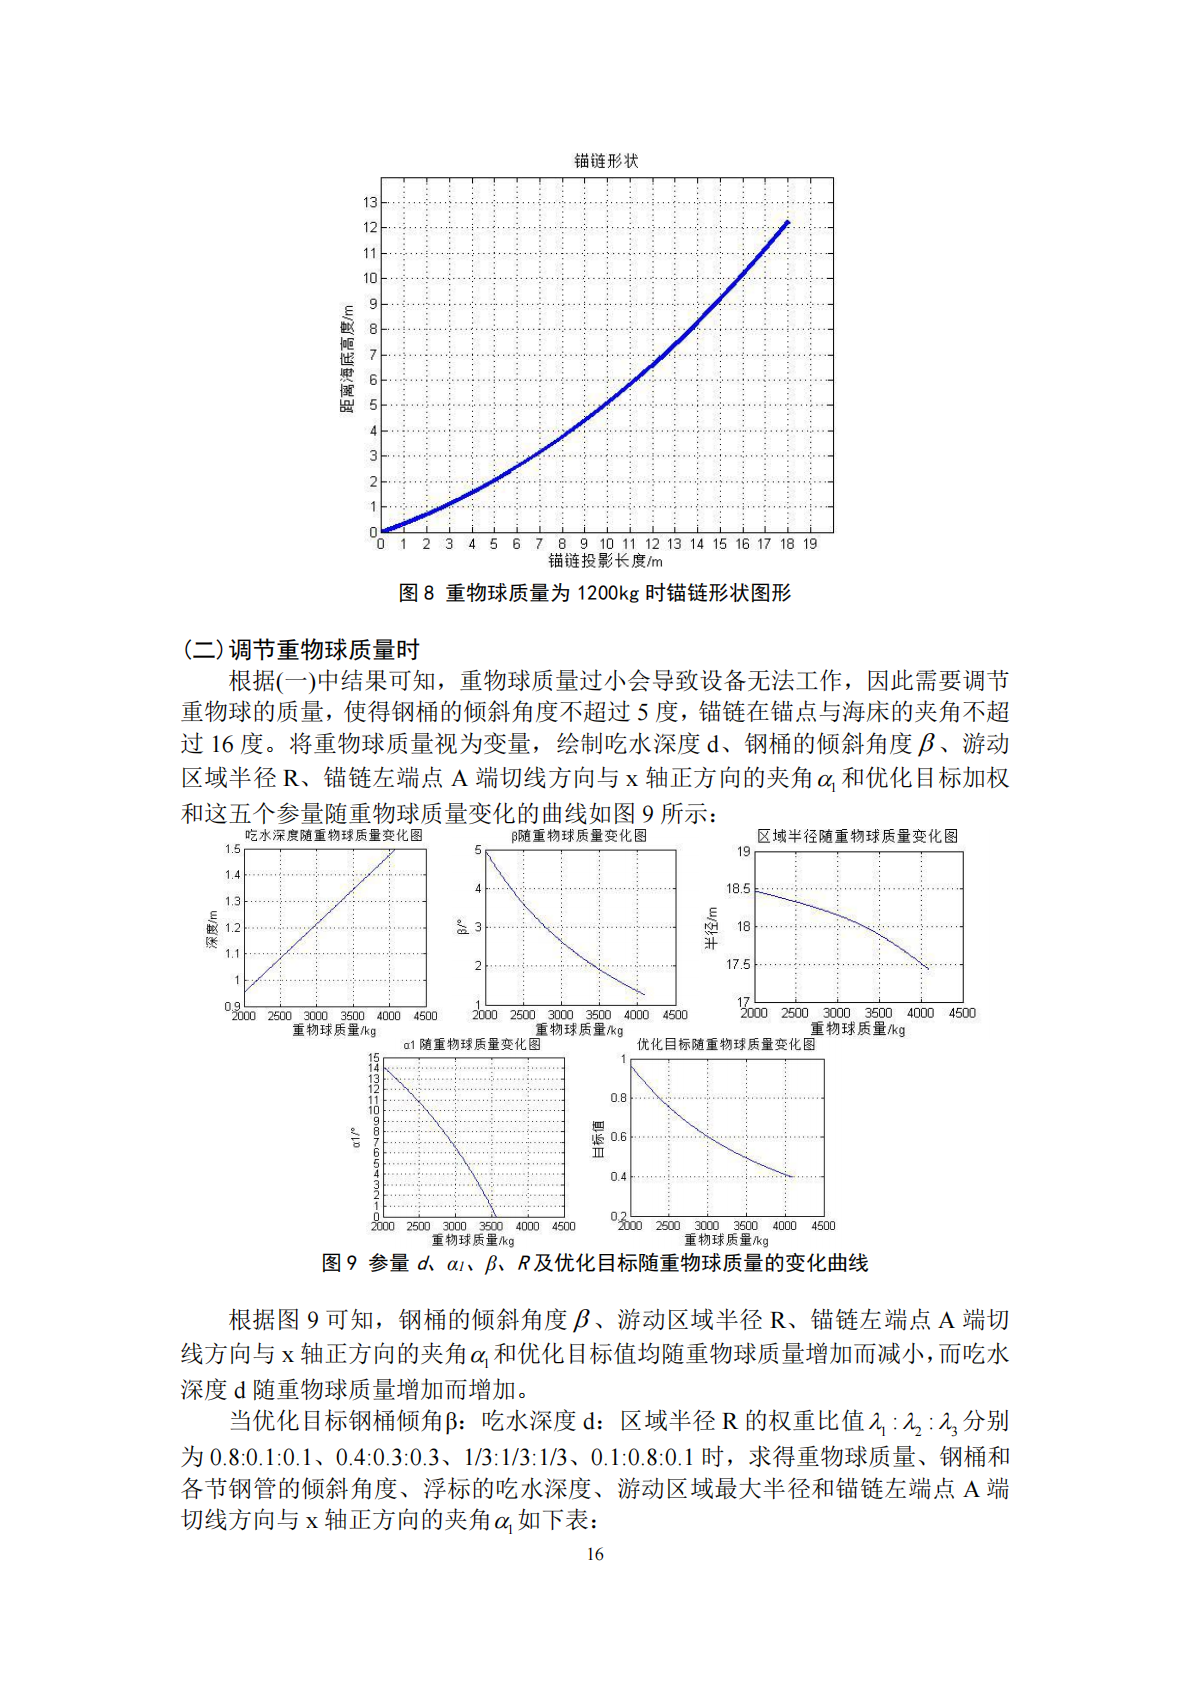 锚链形状
13
12
11
10
9
8
7
6
5
4
3
2
1
0
距离海底高度/m
0 1 2 3 4 5 6 7 8 9 10 11 12 13 14 15 16 17 18 19
锚链投影长度/m
图 8 重物球质量为 1200kg 时锚链形状图形
(二)调节重物球质量时
根据(一)中结果可知，重物球质量过小会导致设备无法工作，因此需要调节
重物球的质量，使得钢桶的倾斜角度不超过 5 度，锚链在锚点与海床的夹角不超
过 16 度。将重物球质量视为变量，绘制吃水深度 d、钢桶的倾斜角度 β、游动
区域半径 R、锚链左端点 A 端切线方向与 x 轴正方向的夹角 α₁ 和优化目标加权
和这五个参量随重物球质量变化的曲线如图 9 所示：
吃水深度随重物球质量变化图
1.5
1.4
1.3
1.2
1.1
1
0.9
深度/m
2000 2500 3000 3500 4000 4500
重物球质量/kg
β随重物球质量变化图
5
4
3
2
1
β/°
2000 2500 3000 3500 4000 4500
重物球质量/kg
区域半径随重物球质量变化图
19
18.5
18
17.5
17
半径/m
2000 2500 3000 3500 4000 4500
重物球质量/kg
α1 随重物球质量变化图
15
14
13
12
11
10
9
8
7
6
5
4
3
2
1
0
α1/°
2000 2500 3000 3500 4000 4500
重物球质量/kg
优化目标随重物球质量变化图
1
0.8
0.6
0.4
0.2
目标值
2000 2500 3000 3500 4000 4500
重物球质量/kg
图 9 参量 d、α1、β、R 及优化目标随重物球质量的变化曲线
根据图 9 可知，钢桶的倾斜角度 β、游动区域半径 R、锚链左端点 A 端切
线方向与 x 轴正方向的夹角 α₁ 和优化目标值均随重物球质量增加而减小，而吃水
深度 d 随重物球质量增加而增加。
当优化目标钢桶倾角β：吃水深度 d：区域半径 R 的权重比值 λ₁ : λ₂ : λ₃ 分别
为 0.8:0.1:0.1、0.4:0.3:0.3、1/3:1/3:1/3、0.1:0.8:0.1 时，求得重物球质量、钢桶和
各节钢管的倾斜角度、浮标的吃水深度、游动区域最大半径和锚链左端点 A 端
切线方向与 x 轴正方向的夹角 α₁ 如下表：
16